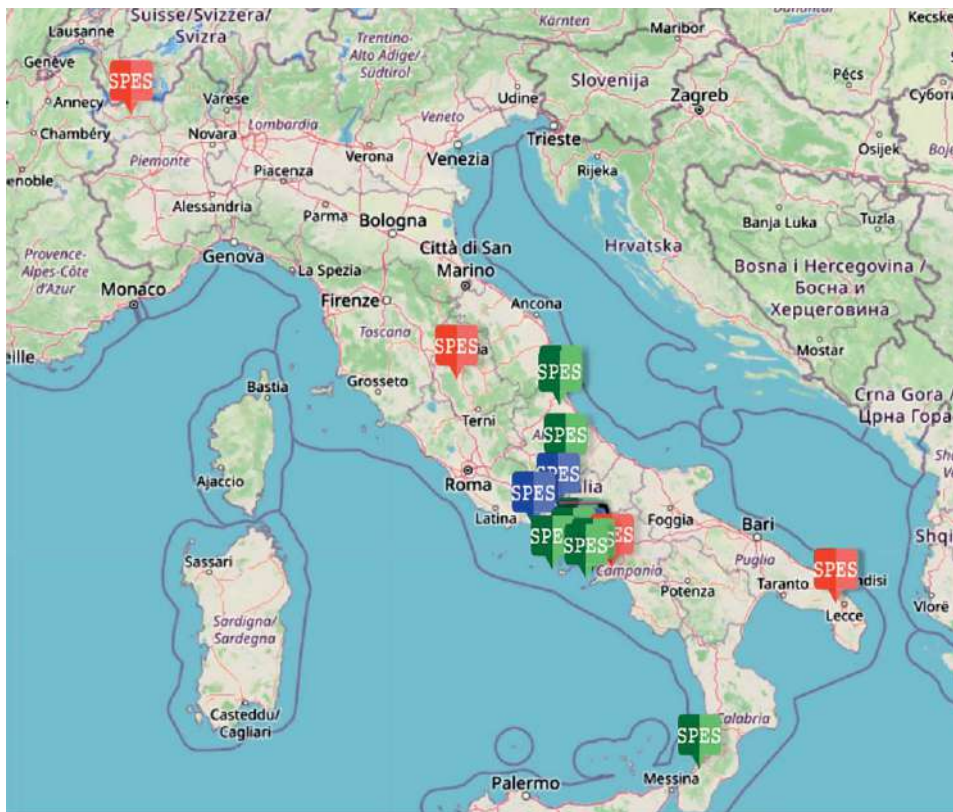 Suisse/Svizzera/
Svizra
Lausanne
Genève
Annecy
Chambéry
SPES
Varese
Novara
Lombardia
Piemonte
Piacenza
Alessandria
Genova
Provence-
Alpes-Côte
d'Azur
Monaco
Trentino-
Alto Adige/
Südtirol
Kärnten
Maribor
Slovenija
Udine
Veneto
Verona
Venezia
Trieste
Rijeka
Zagreb
Pécs
Kecske
Osijek
Parma
Bologna
La Spezia
Firenze
Toscana
Città di San
Marino
Ancona
Hrvatska
Banja Luka
Tuzla
Bosna i Hercegovina /
Босна и
Херцеговина
Mostar
Crna Gora /
Црна Гора
SPES
Grosseto
Bastia
Terni
SPES
SPES
SPES
SPES
Roma
Latina
Ajaccio
Foggia
Bari
SPES
SPES
Campania
Puglia
Potenza
Taranto
SPES
Lecce
Vlorë
Sassari
Sardigna/
Sardegna
Casteddu/
Cagliari
SPES
Calabria
Messina
Palermo